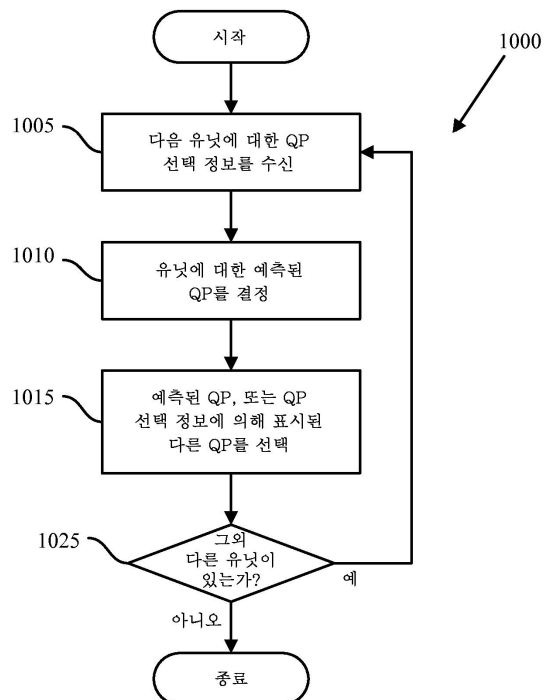 시작
1000
1005
다음 유닛에 대한 QP
선택 정보를 수신
1010
유닛에 대한 예측된
QP를 결정
1015
예측된 QP, 또는 QP
선택 정보에 의해 표시된
다른 QP를 선택
1025
그외
다른 유닛이
있는가?
예
아니오
종료